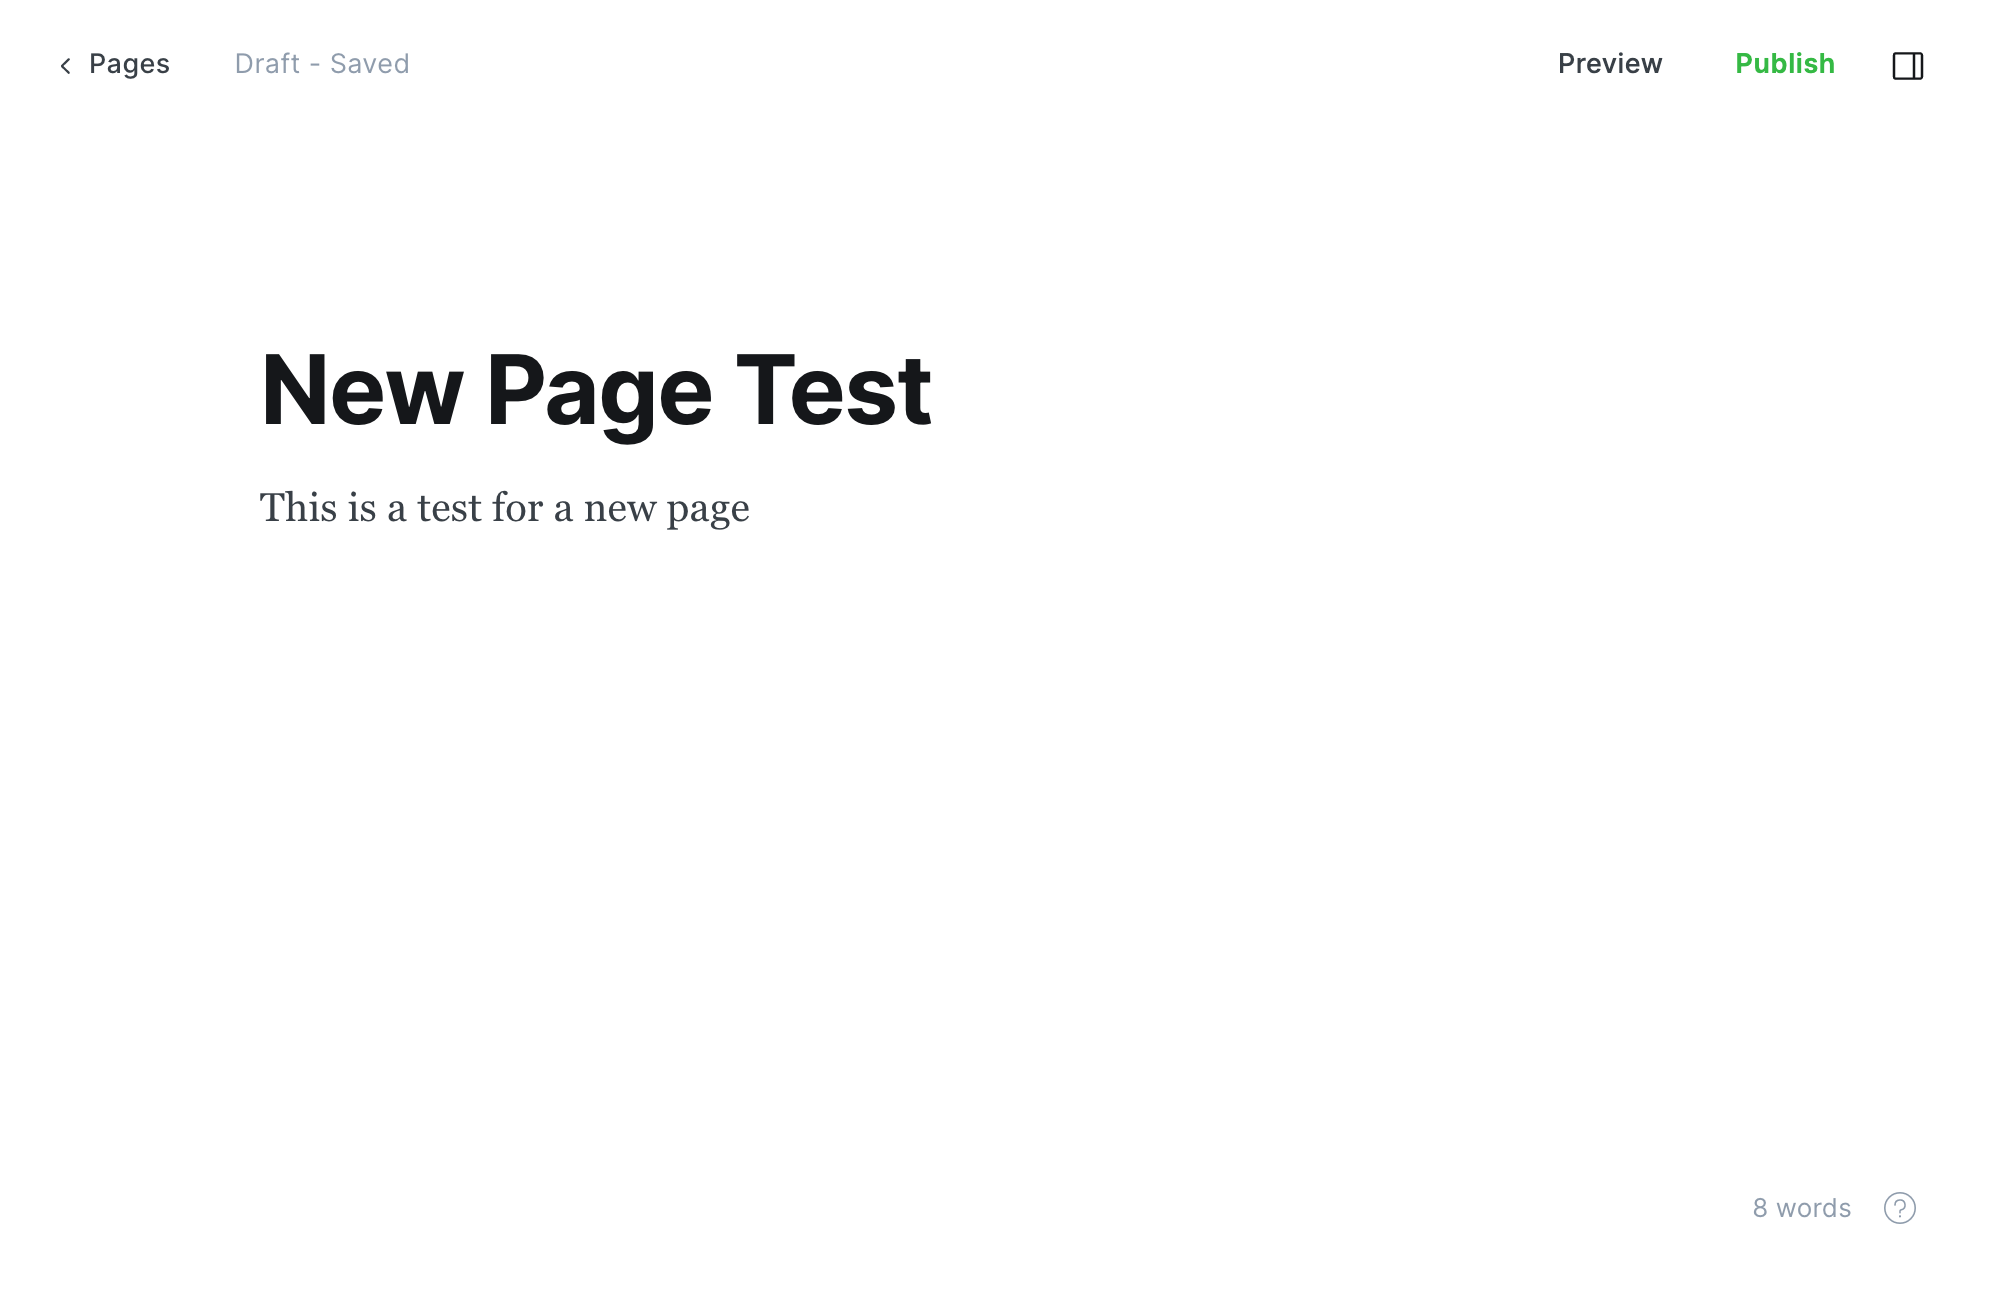 Pages Draft - Saved Preview Publish
New Page Test
This is a test for a new page
8 words ?